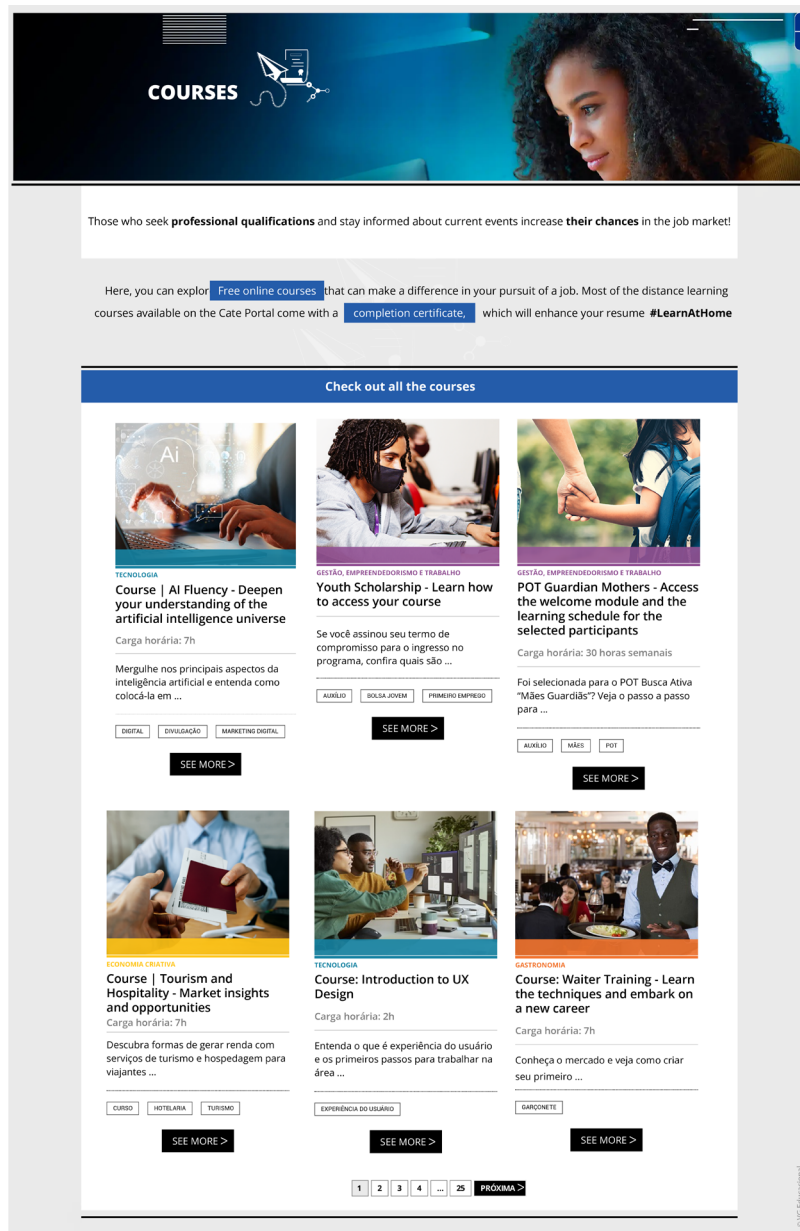 COURSES
Those who seek professional qualifications and stay informed about current events increase their chances in the job market!
Here, you can explor Free online courses that can make a difference in your pursuit of a job. Most of the distance learning
courses available on the Cate Portal come with a completion certificate, which will enhance your resume #LearnAtHome
Check out all the courses
Ai
TECNOLOGIA
Course | AI Fluency - Deepen
your understanding of the
artificial intelligence universe
Carga horária: 7h
Mergulhe nos principais aspectos da
inteligência artificial e entenda como
colocá-la em ...
DIGITAL DIVULGAÇÃO MARKETING DIGITAL
SEE MORE >
GESTÃO, EMPREENDEDORISMO E TRABALHO
Youth Scholarship - Learn how
to access your course
Se você assinou seu termo de
compromisso para o ingresso no
programa, confira quais são ...
AUXÍLIO BOLSA JOVEM PRIMEIRO EMPREGO
SEE MORE >
GESTÃO, EMPREENDEDORISMO E TRABALHO
POT Guardian Mothers - Access
the welcome module and the
learning schedule for the
selected participants
Carga horária: 30 horas semanais
Foi selecionada para o POT Busca Ativa
“Mães Guardiãs”? Veja o passo a passo
para ...
AUXÍLIO MÃES POT
SEE MORE >
ECONOMIA CRIATIVA
Course | Tourism and
Hospitality - Market insights
and opportunities
Carga horária: 7h
Descubra formas de gerar renda com
serviços de turismo e hospedagem para
viajantes ...
CURSO HOTELARIA TURISMO
SEE MORE >
TECNOLOGIA
Course: Introduction to UX
Design
Carga horária: 2h
Entenda o que é experiência do usuário
e os primeiros passos para trabalhar na
área ...
EXPERIÊNCIA DO USUÁRIO
SEE MORE >
GASTRONOMIA
Course: Waiter Training - Learn
the techniques and embark on
a new career
Carga horária: 7h
Conheça o mercado e veja como criar
seu primeiro ...
GARÇONETE
SEE MORE >
1 2 3 4 ... 25 PRÓXIMA >